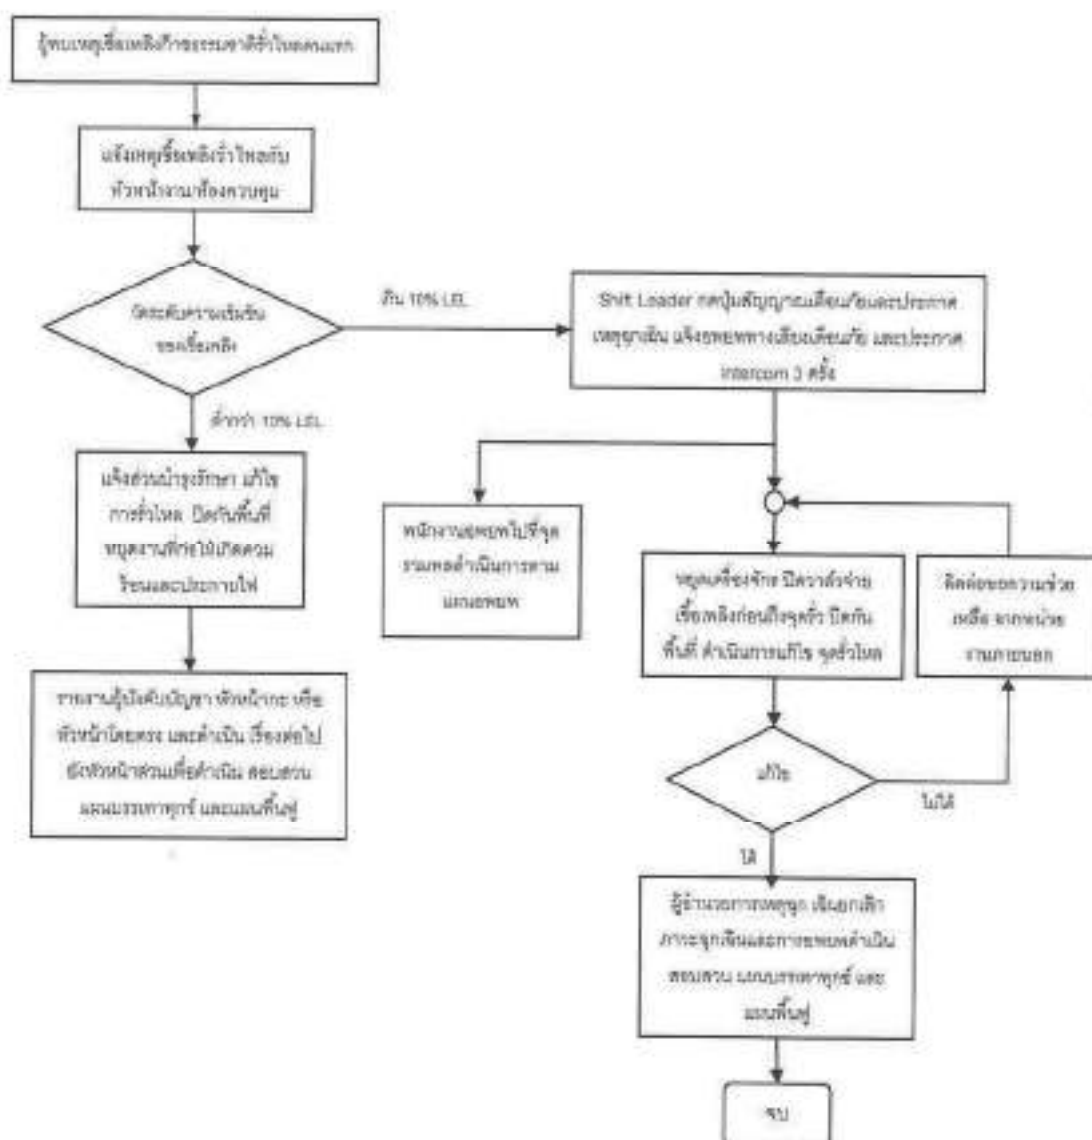 ผู้พบเหตุเชื้อเพลิงก๊าซธรรมชาติรั่วไหลคนแรก
แจ้งเหตุเชื้อเพลิงรั่วไหลกับ
หัวหน้างาน/ห้องควบคุม
วัดระดับความเข้มข้น
ของเชื้อเพลิง
เกิน 10% LEL
Shift Leader กดปุ่มสัญญาณเตือนภัยและประกาศ
เหตุฉุกเฉิน แจ้งอพยพทางเสียงเตือนภัย และประกาศ
intercom 3 ครั้ง
ต่ำกว่า 10% LEL
แจ้งส่วนบำรุงรักษา แก้ไข
การรั่วไหล ปิดกั้นพื้นที่
หยุดงานที่ก่อให้เกิดความ
ร้อนและประกายไฟ
พนักงานอพยพไปที่จุด
รวมพลดำเนินการตาม
แผนอพยพ
หยุดเครื่องจักร ปิดวาล์วจ่าย
เชื้อเพลิงก่อนถึงจุดรั่ว ปิดกั้น
พื้นที่ ดำเนินการแก้ไข จุดรั่วไหล
ติดต่อขอความช่วย
เหลือ จากหน่วย
งานภายนอก
รายงานผู้บังคับบัญชา หัวหน้ากะ หรือ
หัวหน้าโดยตรง และดำเนิน เรื่องต่อไป
ยังหัวหน้าส่วนเพื่อดำเนิน สอบสวน
แผนบรรเทาทุกข์ และแผนฟื้นฟู
แก้ไข
ไม่ได้
ได้
ผู้อำนวยการเหตุฉุก เฉินยกเลิก
ภาวะฉุกเฉินและการอพยพดำเนิน
สอบสวน แผนบรรเทาทุกข์ และ
แผนฟื้นฟู
จบ